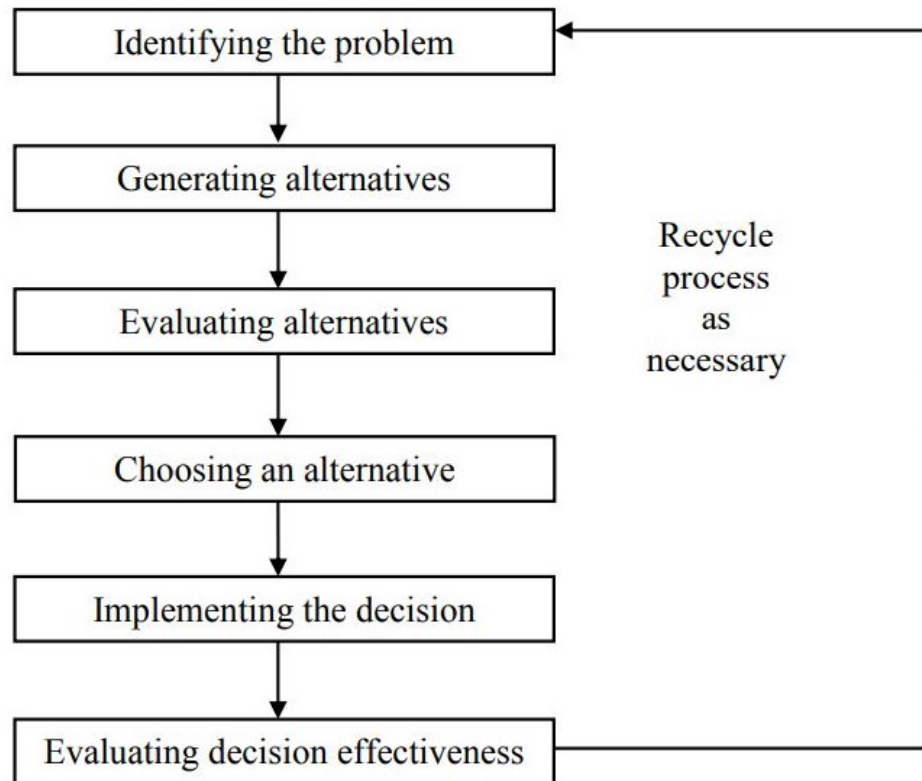 Identifying the problem
Generating alternatives
Evaluating alternatives
Recycle
process
as
necessary
Choosing an alternative
Implementing the decision
Evaluating decision effectiveness